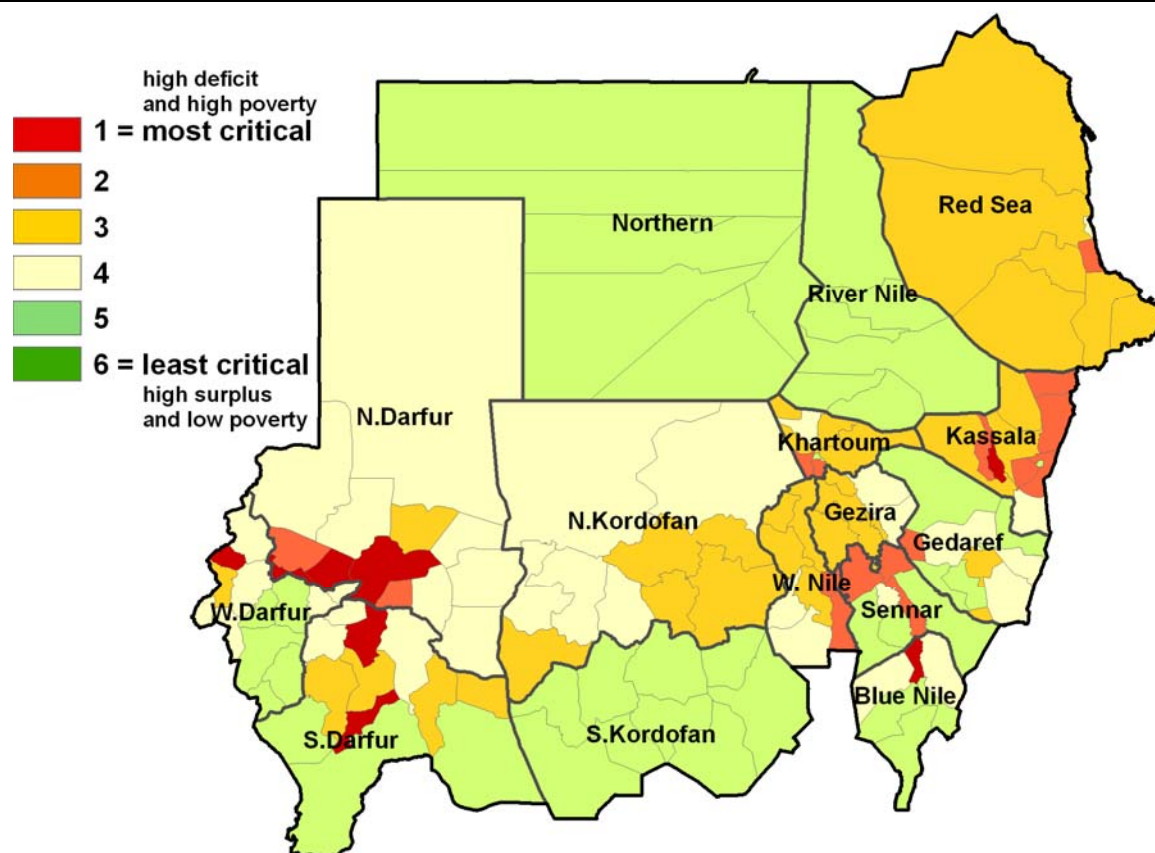 high deficit
and high poverty
1 = most critical
2
3
4
5
6 = least critical
high surplus
and low poverty
Northern
Red Sea
River Nile
N.Darfur
Khartoum
Kassala
N.Kordofan
Gezira
Gedaref
W. Nile
W.Darfur
Sennar
Blue Nile
S.Darfur
S.Kordofan